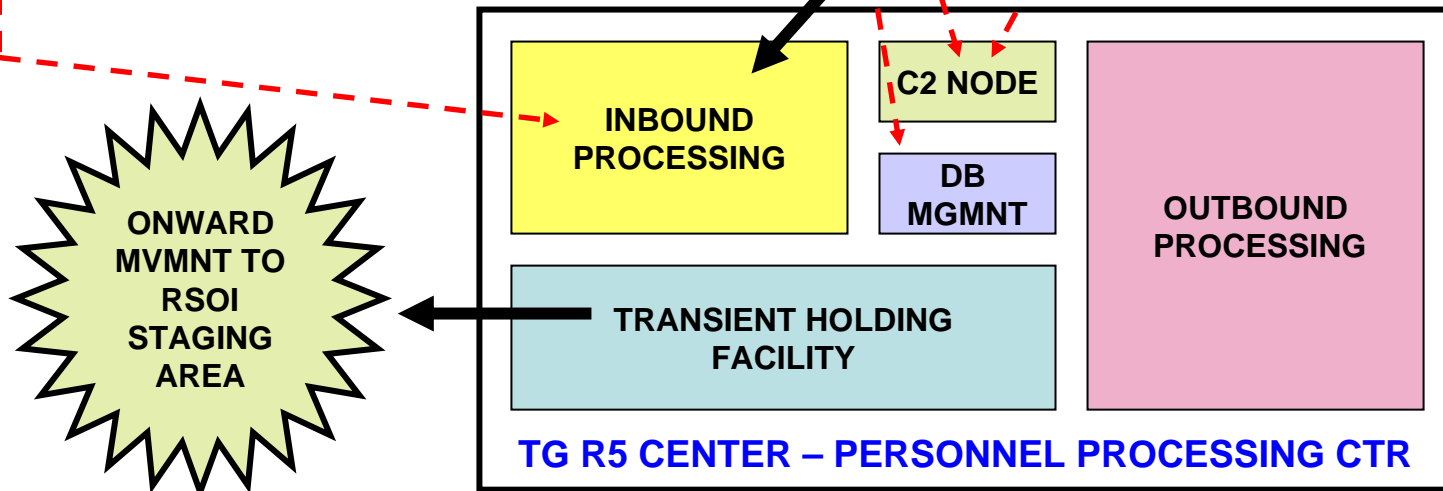 INBOUND
PROCESSING
C2 NODE
DB
MGMNT
OUTBOUND
PROCESSING
ONWARD
MVMNT TO
RSOI
STAGING
AREA
TRANSIENT HOLDING
FACILITY
TG R5 CENTER – PERSONNEL PROCESSING CTR